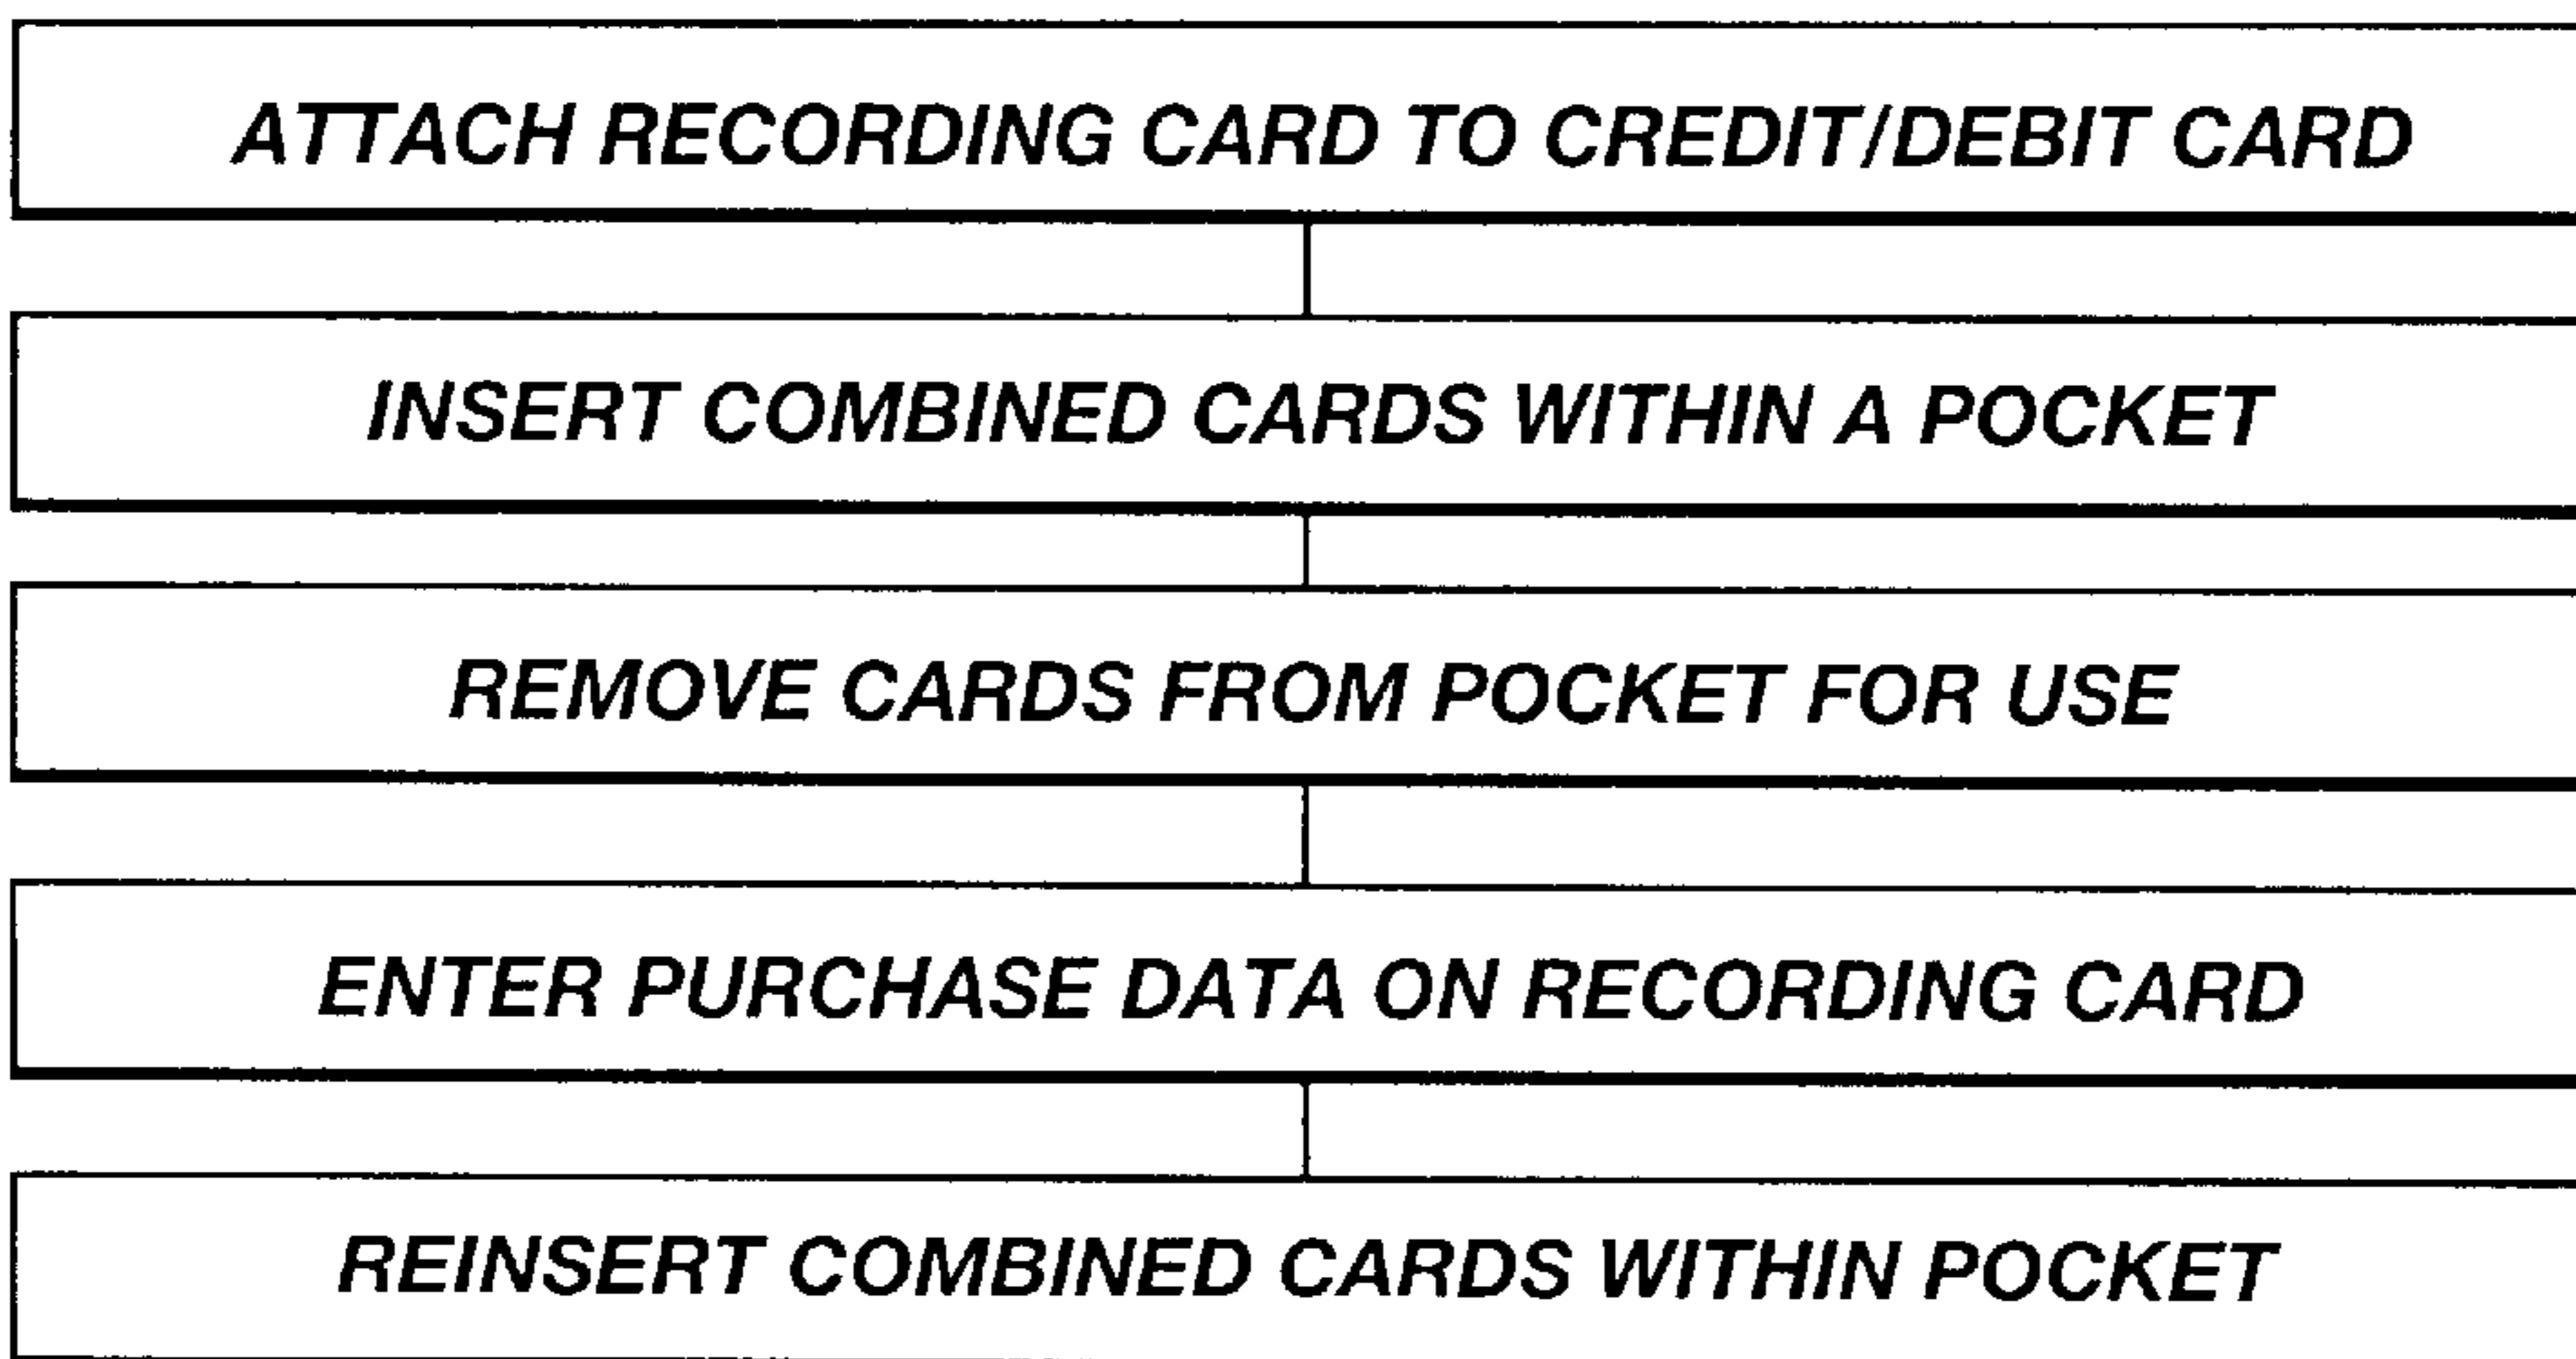 ATTACH RECORDING CARD TO CREDIT/DEBIT CARD
INSERT COMBINED CARDS WITHIN A POCKET
REMOVE CARDS FROM POCKET FOR USE
ENTER PURCHASE DATA ON RECORDING CARD
REINSERT COMBINED CARDS WITHIN POCKET